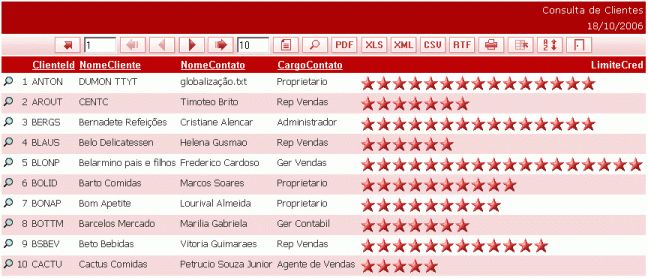 Consulta de Clientes
18/10/2006
1 10 PDF XLS XML CSV RTF
ClienteId NomeCliente NomeContato CargoContato LimiteCred
1 ANTON DUMON TTYT globalização.txt Proprietario
2 AROUT CENTC Timoteo Brito Rep Vendas
3 BERGS Bernadete Refeições Cristiane Alencar Administrador
4 BLAUS Belo Delicatessen Helena Gusmao Rep Vendas
5 BLONP Belarmino pais e filhos Frederico Cardoso Ger Vendas
6 BOLID Barto Comidas Marcos Soares Proprietario
7 BONAP Bom Apetite Lourival Almeida Proprietario
8 BOTTM Barcelos Mercado Marilia Gabriela Ger Contabil
9 BSBEV Beto Bebidas Vitoria Guimaraes Rep Vendas
10 CACTU Cactus Comidas Petrucio Souza Junior Agente de Vendas